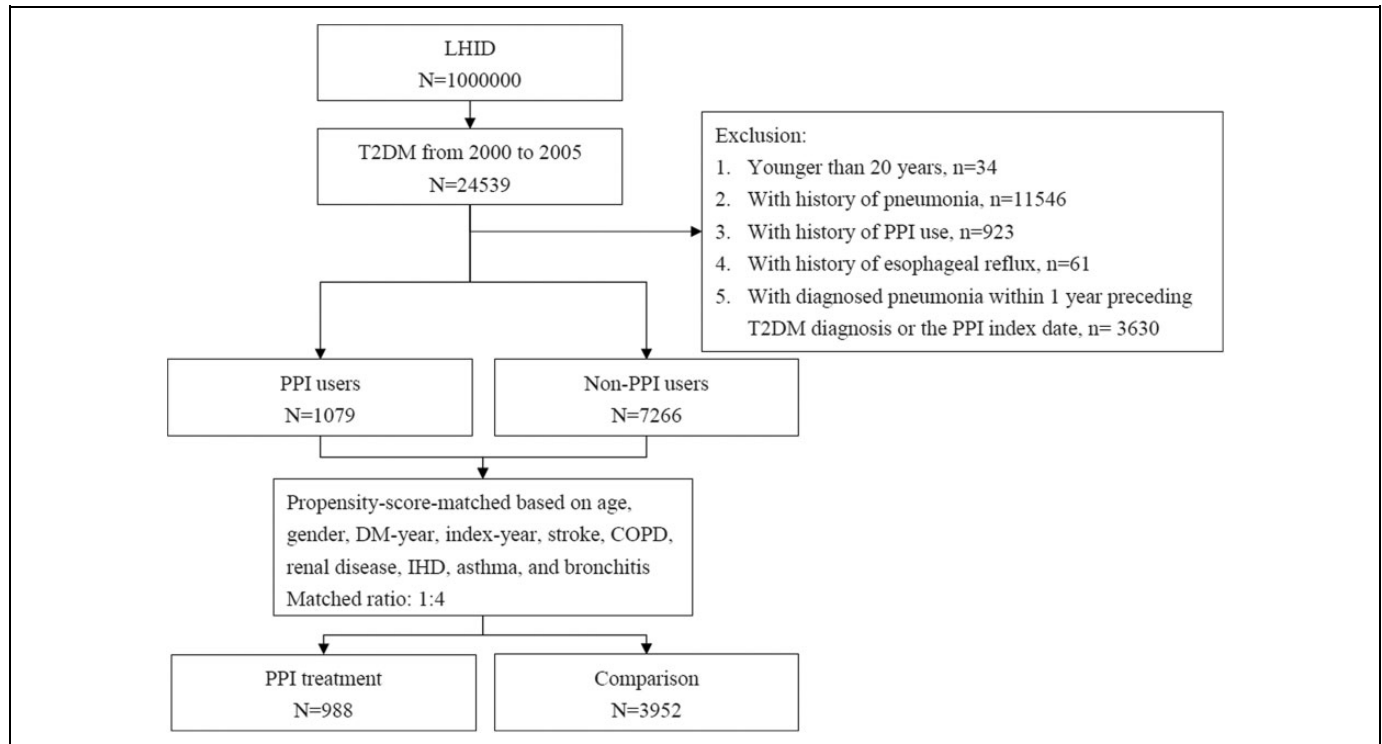 LHID
N=1000000
T2DM from 2000 to 2005
N=24539
Exclusion:
1. Younger than 20 years, n=34
2. With history of pneumonia, n=11546
3. With history of PPI use, n=923
4. With history of esophageal reflux, n=61
5. With diagnosed pneumonia within 1 year preceding
T2DM diagnosis or the PPI index date, n= 3630
PPI users
N=1079
Non-PPI users
N=7266
Propensity-score-matched based on age,
gender, DM-year, index-year, stroke, COPD,
renal disease, IHD, asthma, and bronchitis
Matched ratio: 1:4
PPI treatment
N=988
Comparison
N=3952